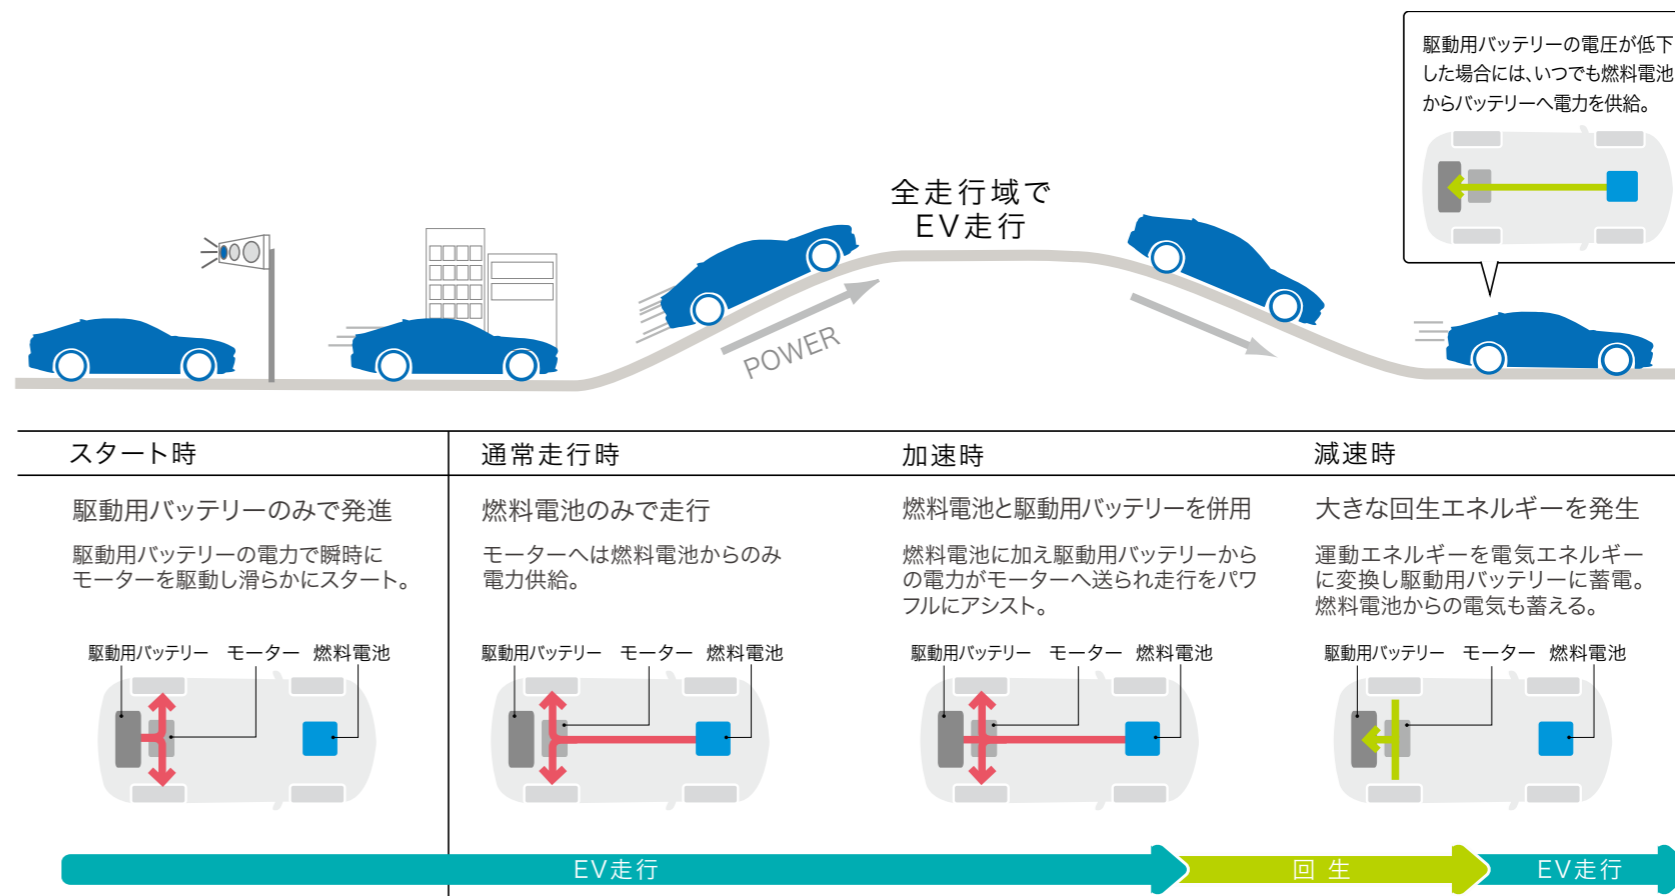 駆動用バッテリーの電圧が低下
した場合には、いつでも燃料電池
からバッテリーへ電力を供給。
全走行域で
EV走行
POWER
スタート時
駆動用バッテリーのみで発進
駆動用バッテリーの電力で瞬時に
モーターを駆動し滑らかにスタート。
駆動用バッテリー モーター 燃料電池
通常走行時
燃料電池のみで走行
モーターへは燃料電池からのみ
電力供給。
駆動用バッテリー モーター 燃料電池
加速時
燃料電池と駆動用バッテリーを併用
燃料電池に加え駆動用バッテリーから
の電力がモーターへ送られ走行をパワ
フルにアシスト。
駆動用バッテリー モーター 燃料電池
減速時
大きな回生エネルギーを発生
運動エネルギーを電気エネルギー
に変換し駆動用バッテリーに蓄電。
燃料電池からの電気も蓄える。
駆動用バッテリー モーター 燃料電池
EV走行
回生
EV走行